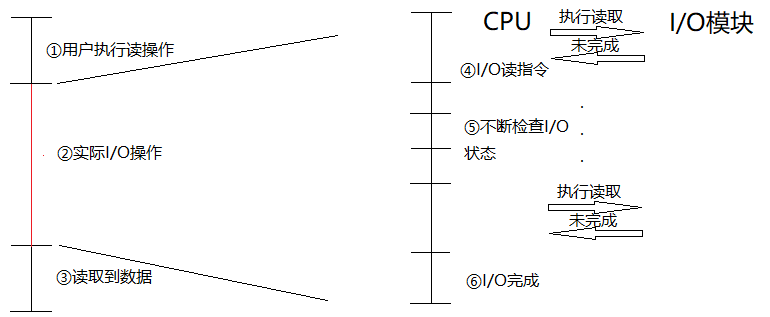 ①用户执行读操作
②实际I/O操作
③读取到数据
CPU
执行读取
I/O模块
未完成
④I/O读指令
⑤不断检查I/O
状态
执行读取
未完成
⑥I/O完成